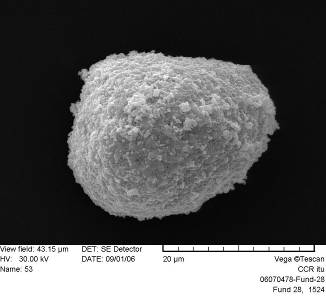 View field: 43.15 µm DET: SE Detector
HV: 30.00 kV DATE: 09/01/06 20 µm Vega ©Tescan
Name: 53 CCR itu
06070478-Fund-28
Fund 28, 1524